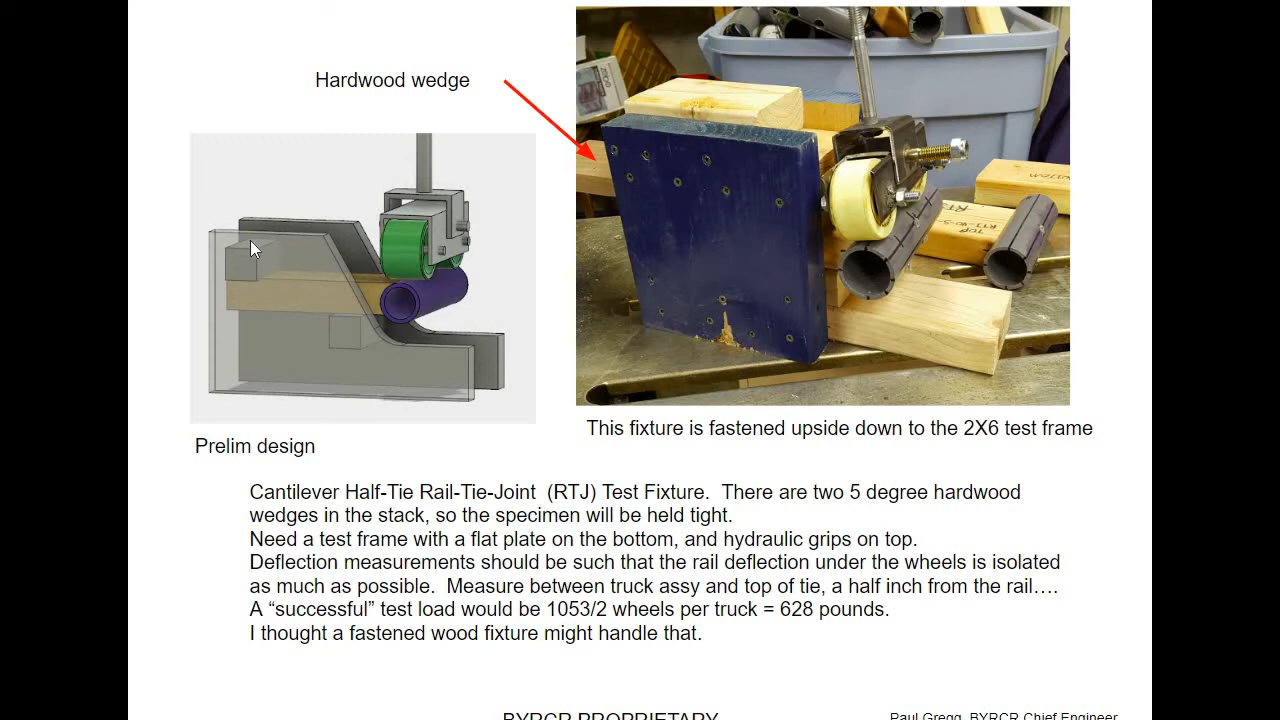 Hardwood wedge
This fixture is fastened upside down to the 2X6 test frame
Prelim design
Cantilever Half-Tie Rail-Tie-Joint (RTJ) Test Fixture. There are two 5 degree hardwood
wedges in the stack, so the specimen will be held tight.
Need a test frame with a flat plate on the bottom, and hydraulic grips on top.
Deflection measurements should be such that the rail deflection under the wheels is isolated
as much as possible. Measure between truck assy and top of tie, a half inch from the rail….
A “successful” test load would be 1053/2 wheels per truck = 628 pounds.
I thought a fastened wood fixture might handle that.
BYRCR PROPRIETARY
Paul Gregg, BYRCR Chief Engineer
TOP